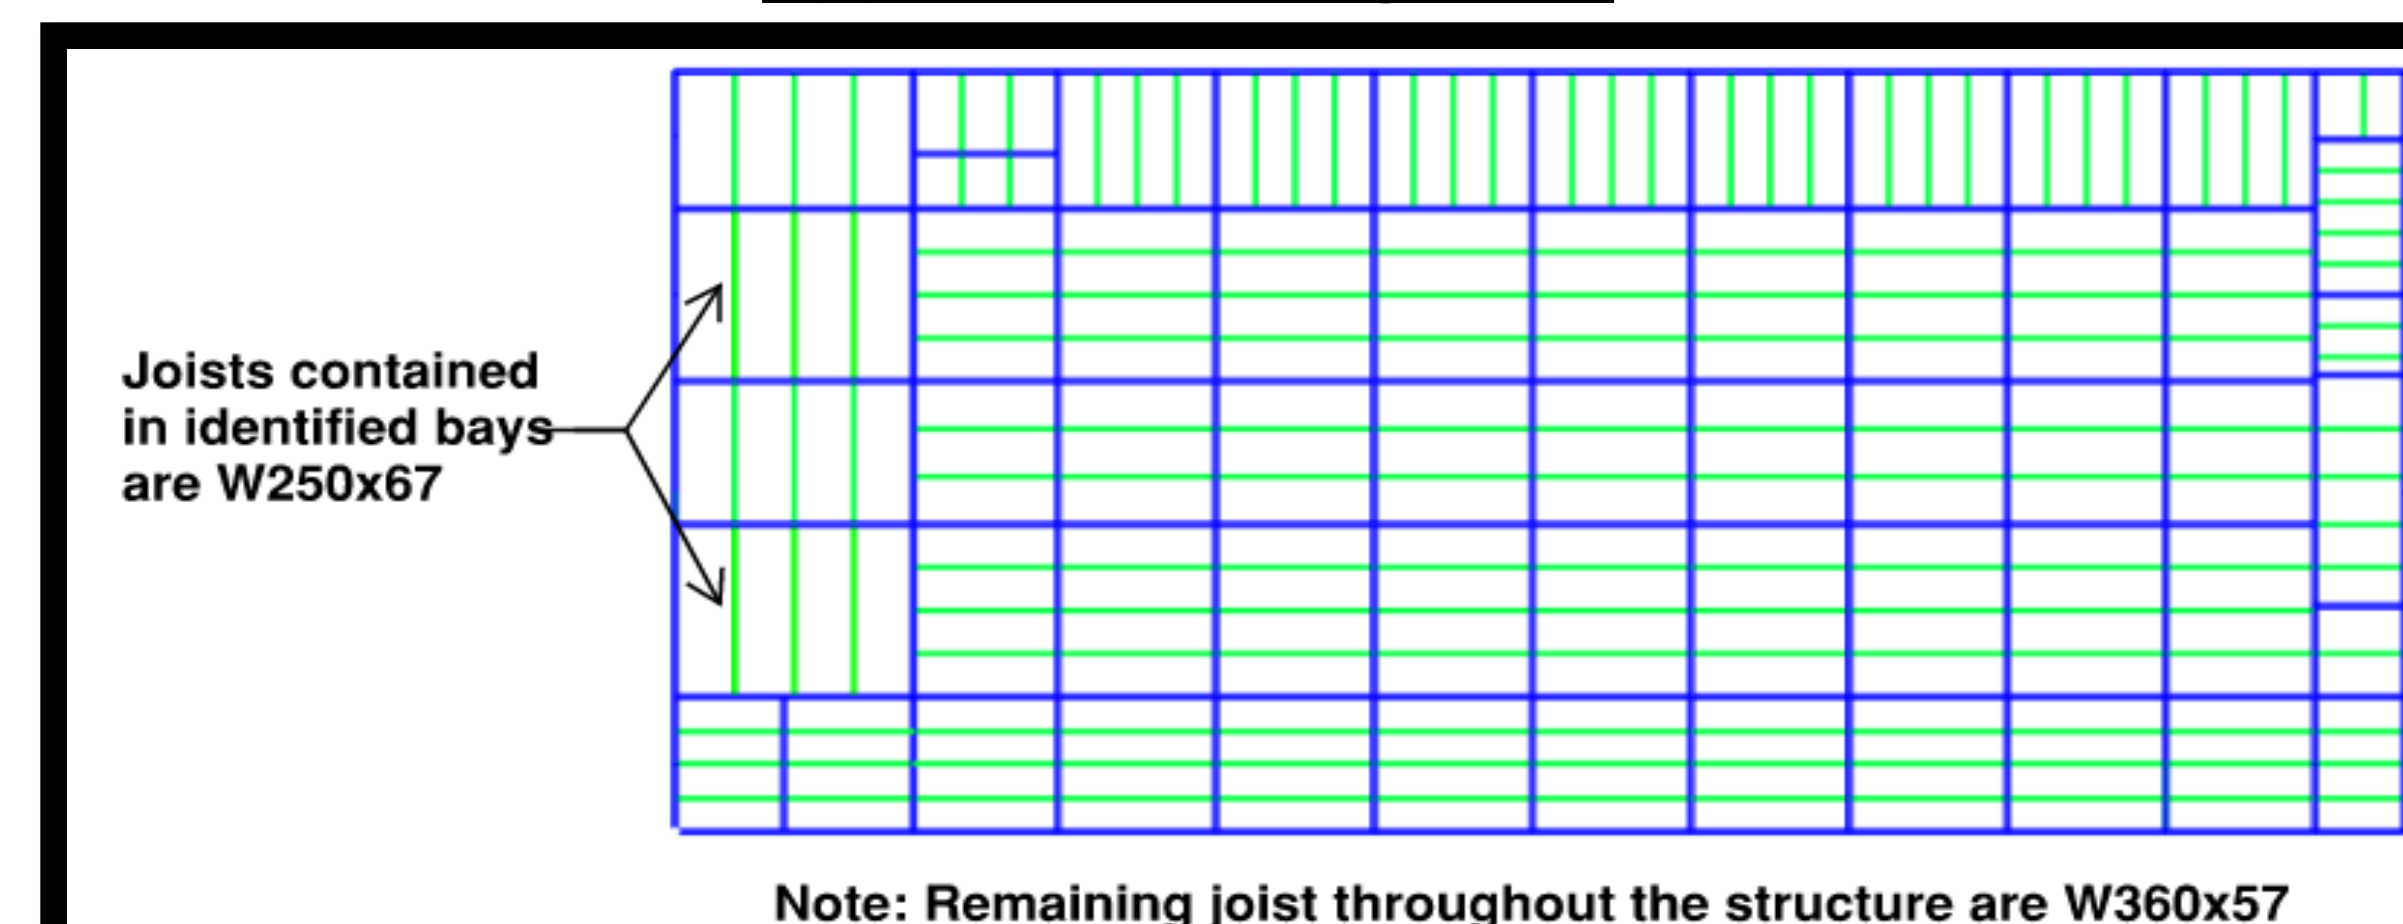 Joists contained
in identified bays
are W250x67
Note: Remaining joist throughout the structure are W360x57